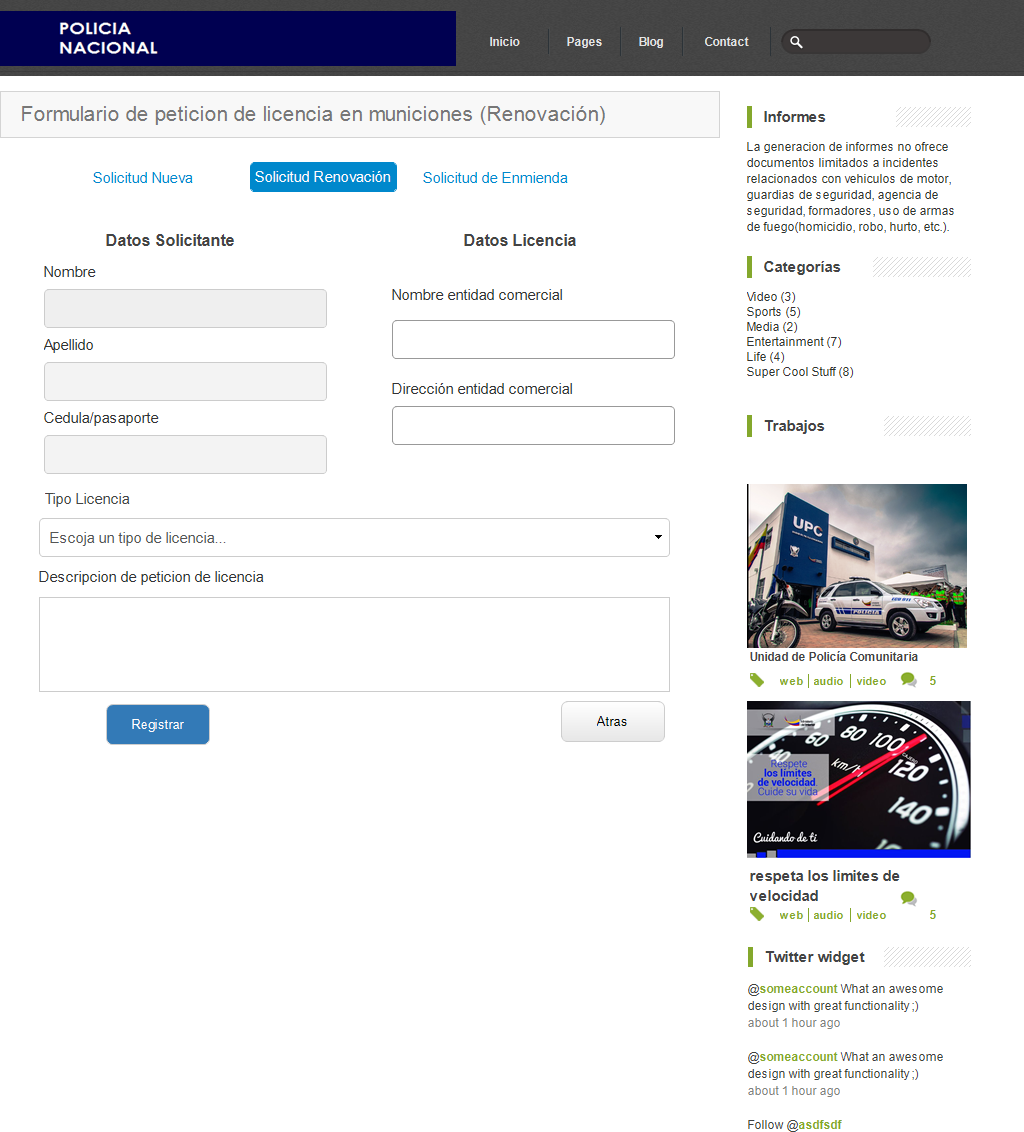 POLICIA
NACIONAL
Inicio
Pages
Blog
Contact
Formulario de peticion de licencia en municiones (Renovación)
Solicitud Nueva
Solicitud Renovación
Solicitud de Enmienda
Datos Solicitante
Nombre
Apellido
Cedula/pasaporte
Datos Licencia
Nombre entidad comercial
Dirección entidad comercial
Tipo Licencia
Escoja un tipo de licencia...
Descripcion de peticion de licencia
Registrar
Atras
Informes
La generacion de informes no ofrece
documentos limitados a incidentes
relacionados con vehiculos de motor,
guardias de seguridad, agencia de
seguridad, formadores, uso de armas
de fuego(homicidio, robo, hurto, etc.).
Categorías
Video (3)
Sports (5)
Media (2)
Entertainment (7)
Life (4)
Super Cool Stuff (8)
Trabajos
UPC
POLICIA
Unidad de Policía Comunitaria
web | audio | video 5
60 80 100 120 140
km/h
Respete
los límites
de velocidad.
Cuide su vida
Cuidando de ti
respeta los limites de
velocidad
web | audio | video 5
Twitter widget
@someaccount What an awesome
design with great functionality ;)
about 1 hour ago
@someaccount What an awesome
design with great functionality ;)
about 1 hour ago
Follow @asdfsdf